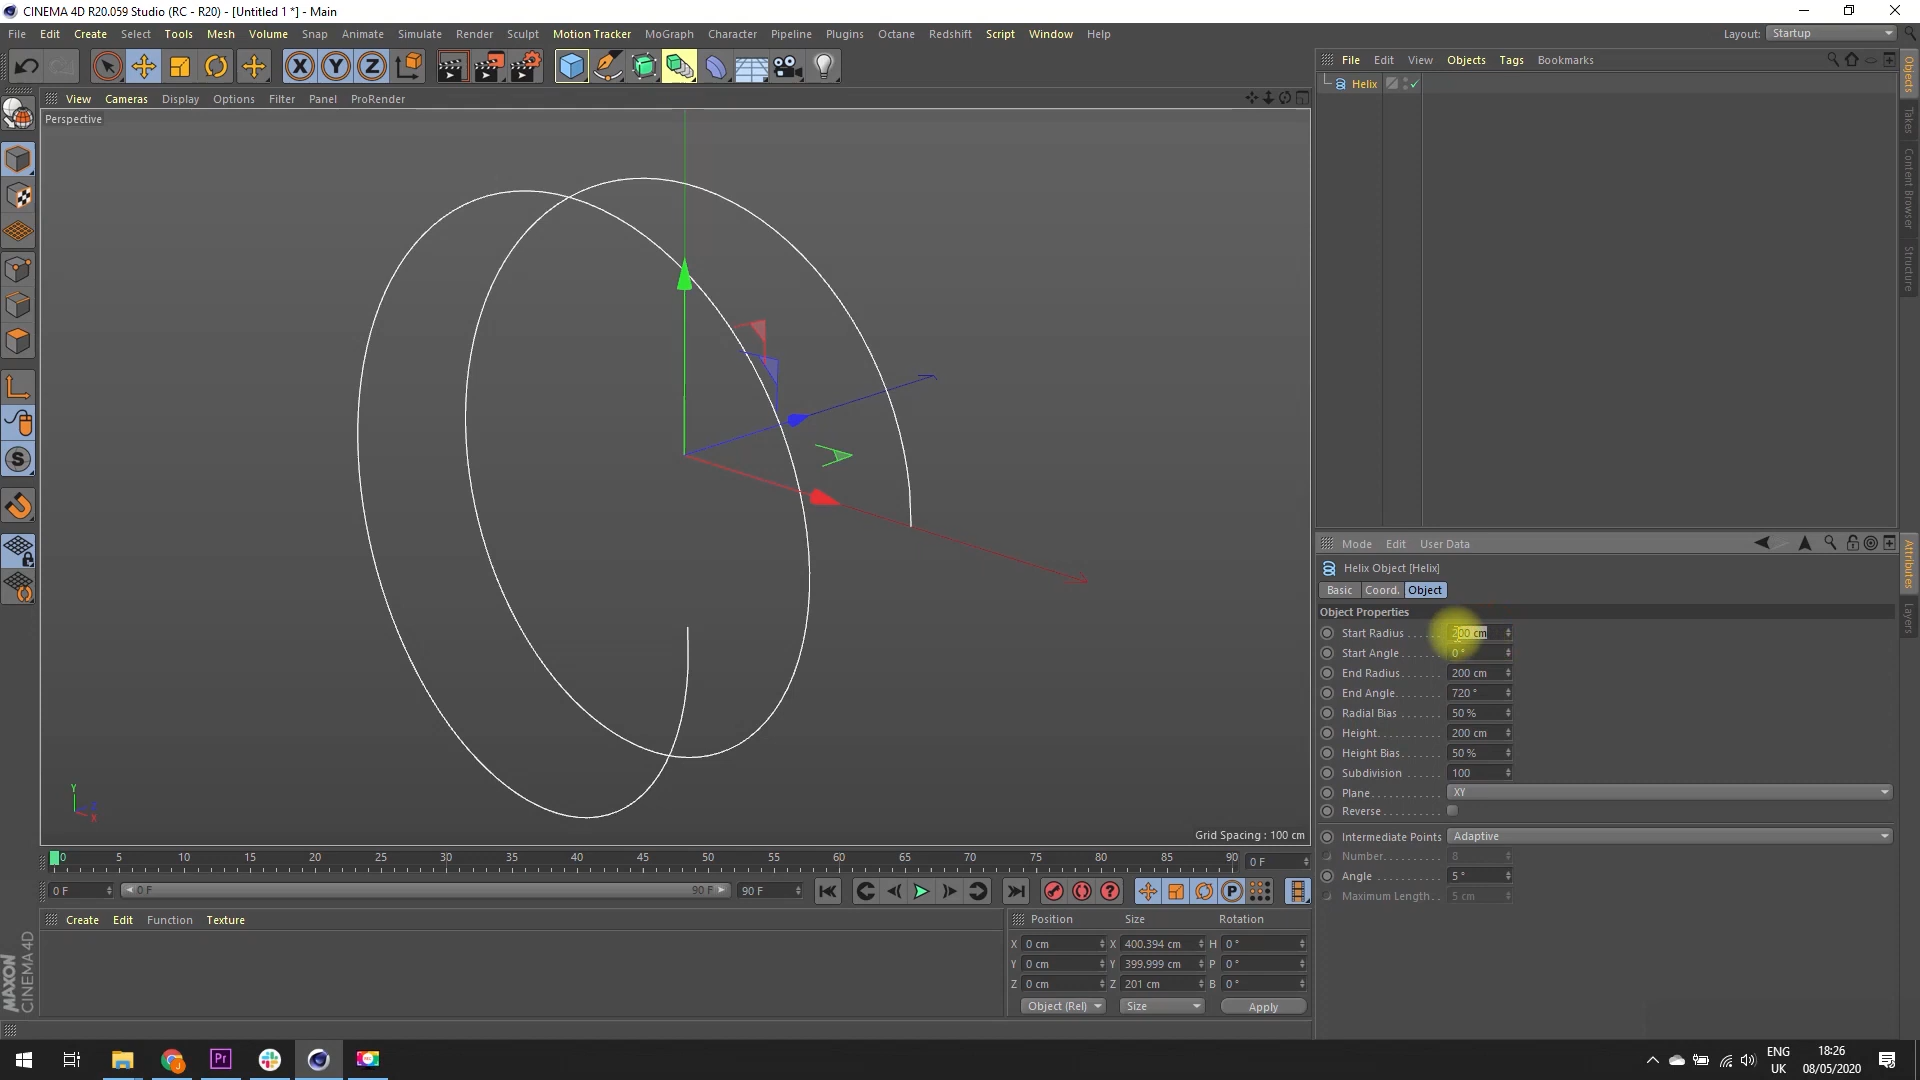 CINEMA 4D R20.059 Studio (RC - R20) - [Untitled 1 *] - Main
File Edit Create Select Tools Mesh Volume Snap Animate Simulate Render Sculpt Motion Tracker MoGraph Character Pipeline Plugins Octane Redshift Script Window Help
Layout: Startup
View Cameras Display Options Filter Panel ProRender
Perspective
File Edit View Objects Tags Bookmarks
Helix
Objects
Takes
Content Browser
Structure
Mode Edit User Data
Helix Object [Helix]
Basic Coord. Object
Object Properties
Start Radius 200 cm
Start Angle 0 °
End Radius 200 cm
End Angle 720 °
Radial Bias 50 %
Height 200 cm
Height Bias 50 %
Subdivision 100
Plane XY
Reverse
Intermediate Points Adaptive
Number 8
Angle 5 °
Maximum Length 5 cm
Attributes
Layers
Y
X
Grid Spacing : 100 cm
0 5 10 15 20 25 30 35 40 45 50 55 60 65 70 75 80 85 90 0 F
0 F 0 F 90 F 90 F
Create Edit Function Texture
Position Size Rotation
X 0 cm X 400.394 cm H 0 °
Y 0 cm Y 399.999 cm P 0 °
Z 0 cm Z 201 cm B 0 °
Object (Rel) Size Apply
MAXON
CINEMA 4D
Pr
ENG
UK
18:26
08/05/2020